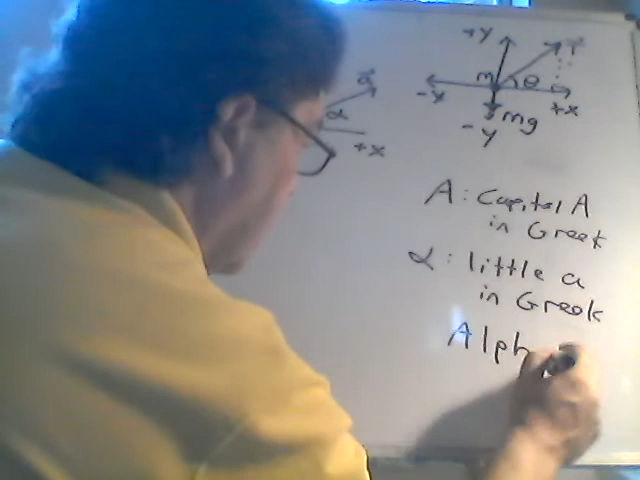 +y
T
m
θ
-x
+x
mg
-y
a
α
+x
A: Capital A
in Greek
α: little a
in Greek
Alph